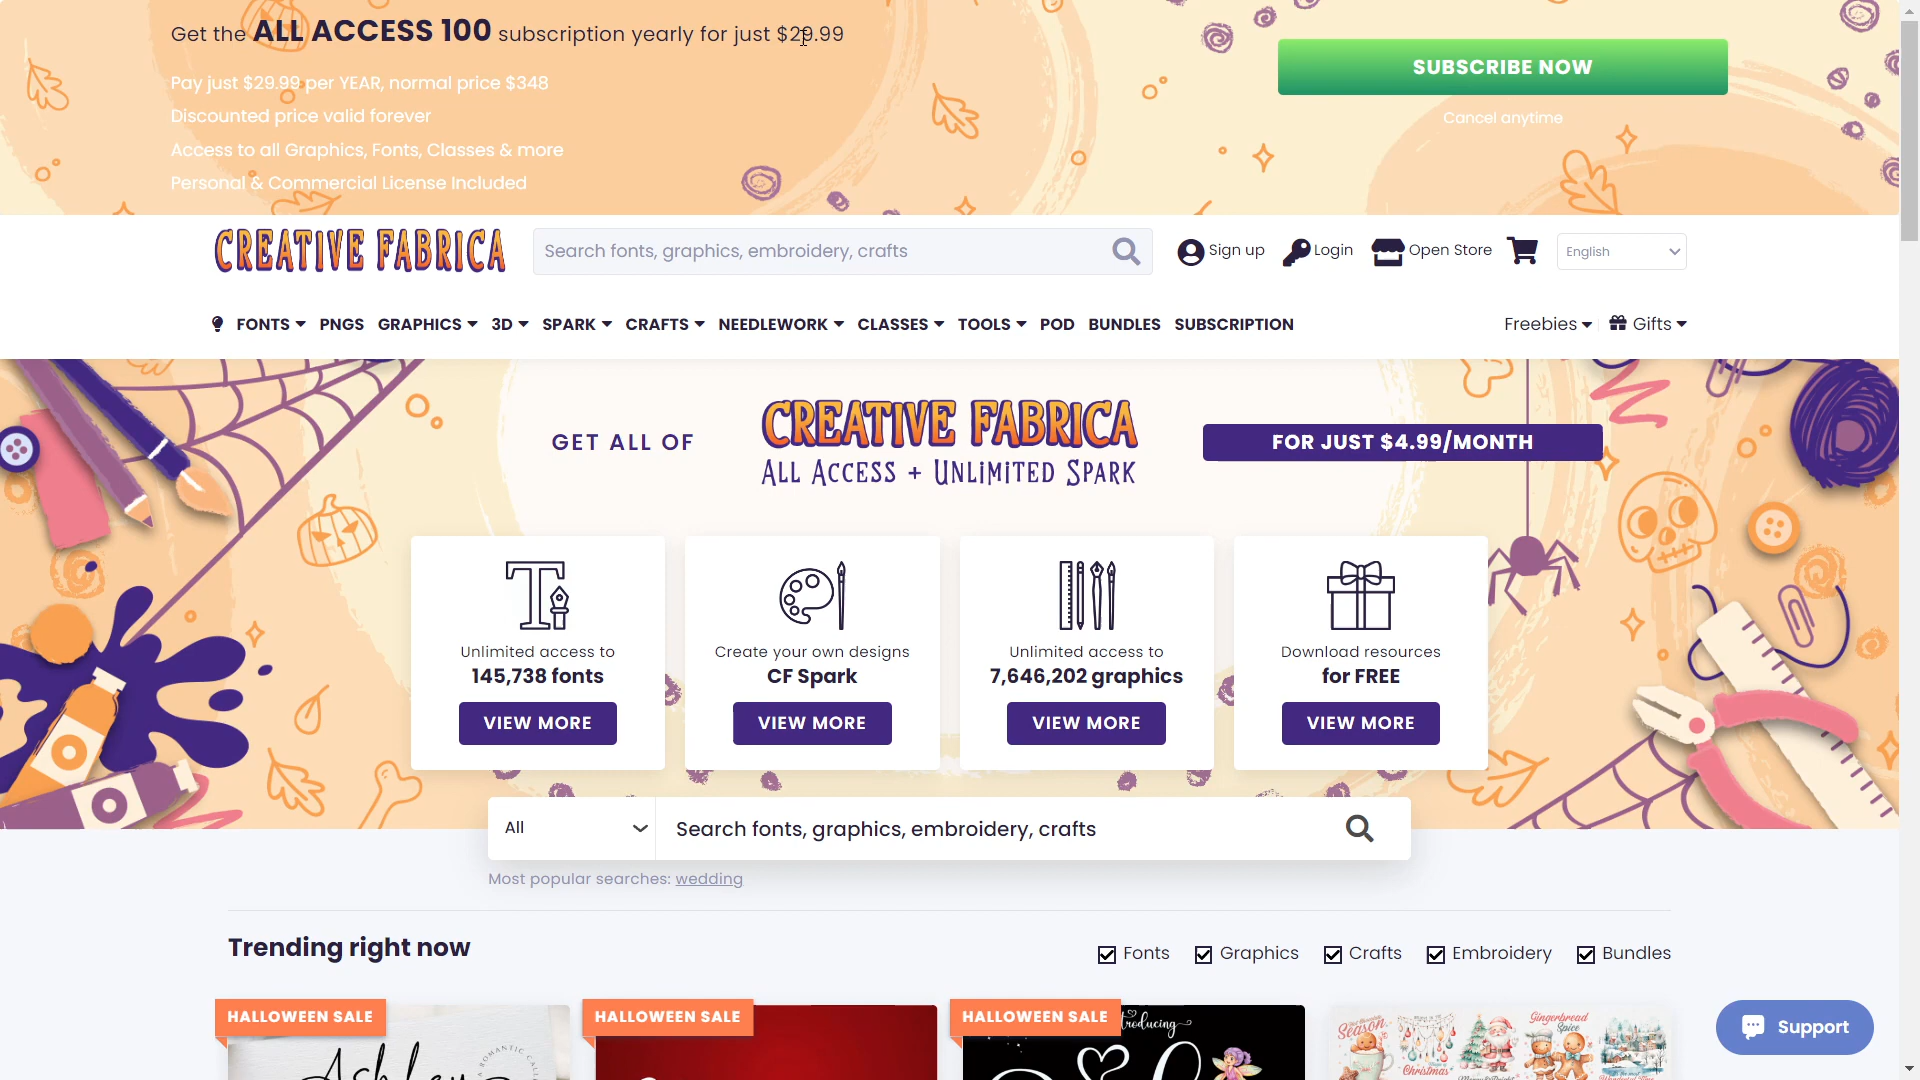 Get the ALL ACCESS 100 subscription yearly for just $29.99
Pay just $29.99 per YEAR, normal price $348
Discounted price valid forever
Access to all Graphics, Fonts, Classes & more
Personal & Commercial License Included
SUBSCRIBE NOW
Cancel anytime
CREATIVE FABRICA
Search fonts, graphics, embroidery, crafts
Sign up
Login
Open Store
English
FONTS PNGS GRAPHICS 3D SPARK CRAFTS NEEDLEWORK CLASSES TOOLS POD BUNDLES SUBSCRIPTION
Freebies Gifts
GET ALL OF
CREATIVE FABRICA
ALL ACCESS + UNLIMITED SPARK
FOR JUST $4.99/MONTH
Unlimited access to
145,738 fonts
VIEW MORE
Create your own designs
CF Spark
VIEW MORE
Unlimited access to
7,646,202 graphics
VIEW MORE
Download resources
for FREE
VIEW MORE
All
Search fonts, graphics, embroidery, crafts
Most popular searches: wedding
Trending right now
Fonts Graphics Crafts Embroidery Bundles
HALLOWEEN SALE
Ashley
HALLOWEEN SALE
HALLOWEEN SALE
Season
Christmas
Gingerbread
Spice
Support